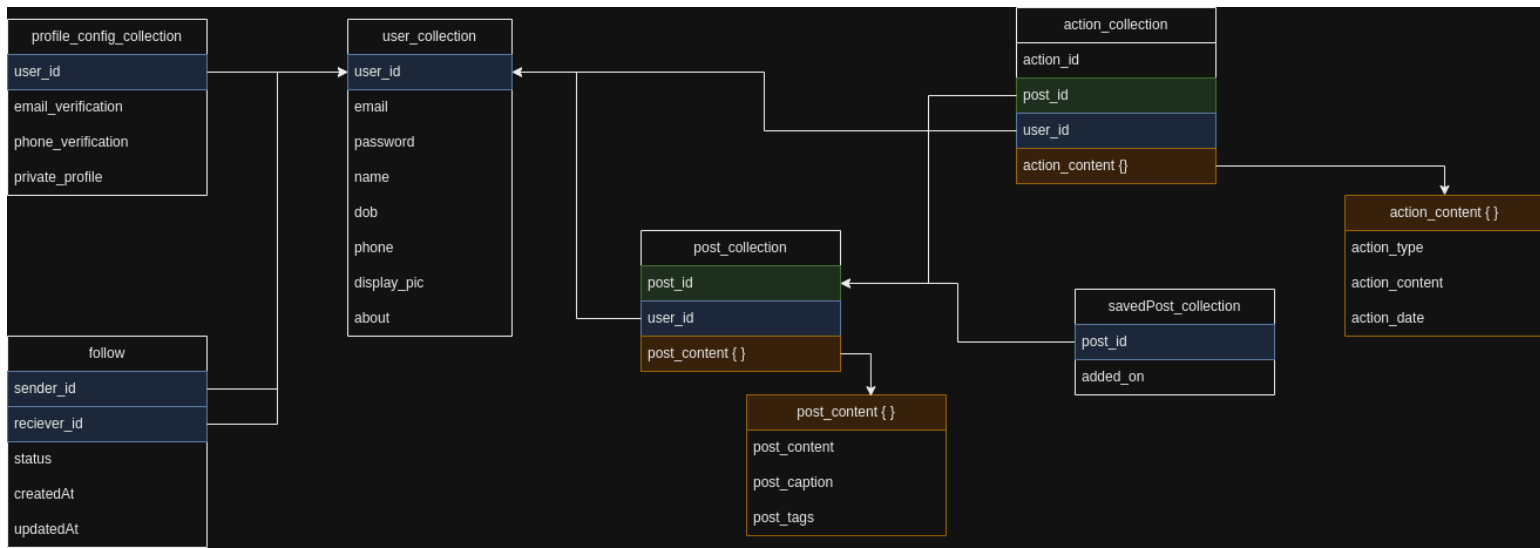 profile_config_collection
user_id
email_verification
phone_verification
private_profile
user_collection
user_id
email
password
name
dob
phone
display_pic
about
action_collection
action_id
post_id
user_id
action_content {}
action_content { }
action_type
action_content
action_date
post_collection
post_id
user_id
post_content { }
savedPost_collection
post_id
added_on
follow
sender_id
reciever_id
status
createdAt
updatedAt
post_content { }
post_content
post_caption
post_tags